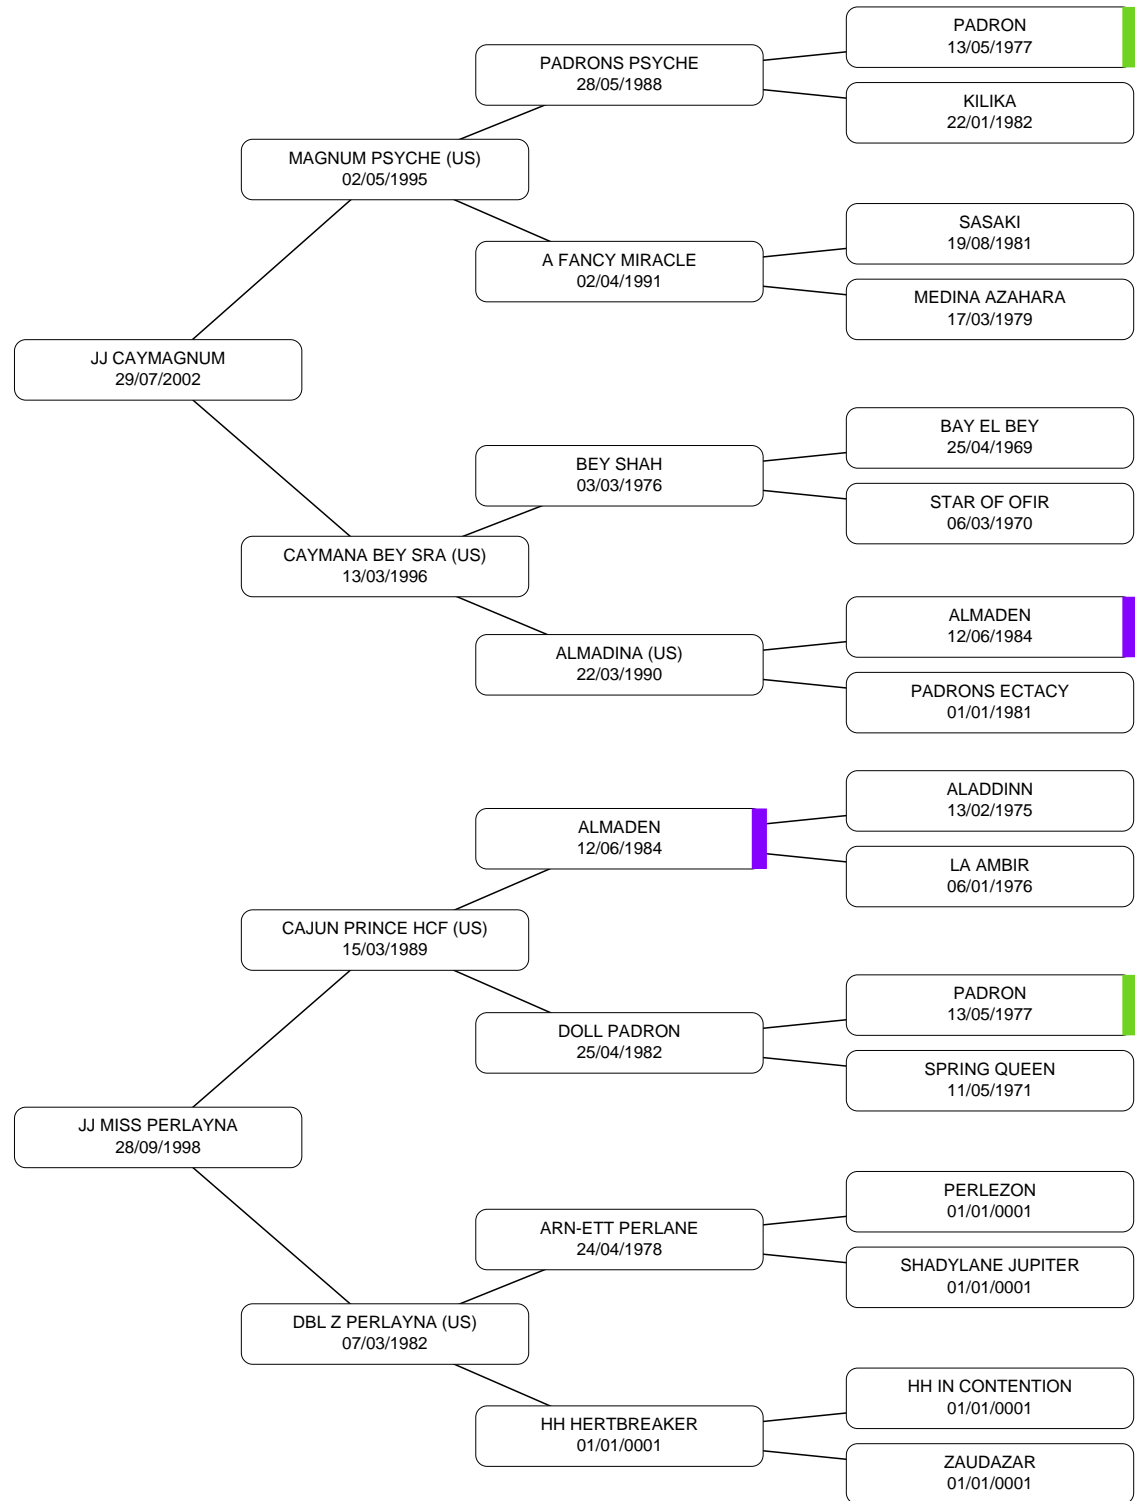 PADRON
13/05/1977
PADRONS PSYCHE
28/05/1988
KILIKA
22/01/1982
MAGNUM PSYCHE (US)
02/05/1995
SASAKI
19/08/1981
A FANCY MIRACLE
02/04/1991
MEDINA AZAHARA
17/03/1979
JJ CAYMAGNUM
29/07/2002
BAY EL BEY
25/04/1969
BEY SHAH
03/03/1976
STAR OF OFIR
06/03/1970
CAYMANA BEY SRA (US)
13/03/1996
ALMADEN
12/06/1984
ALMADINA (US)
22/03/1990
PADRONS ECTACY
01/01/1981
ALADDINN
13/02/1975
ALMADEN
12/06/1984
LA AMBIR
06/01/1976
CAJUN PRINCE HCF (US)
15/03/1989
PADRON
13/05/1977
DOLL PADRON
25/04/1982
SPRING QUEEN
11/05/1971
JJ MISS PERLAYNA
28/09/1998
PERLEZON
01/01/0001
ARN-ETT PERLANE
24/04/1978
SHADYLANE JUPITER
01/01/0001
DBL Z PERLAYNA (US)
07/03/1982
HH IN CONTENTION
01/01/0001
HH HERTBREAKER
01/01/0001
ZAUDAZAR
01/01/0001